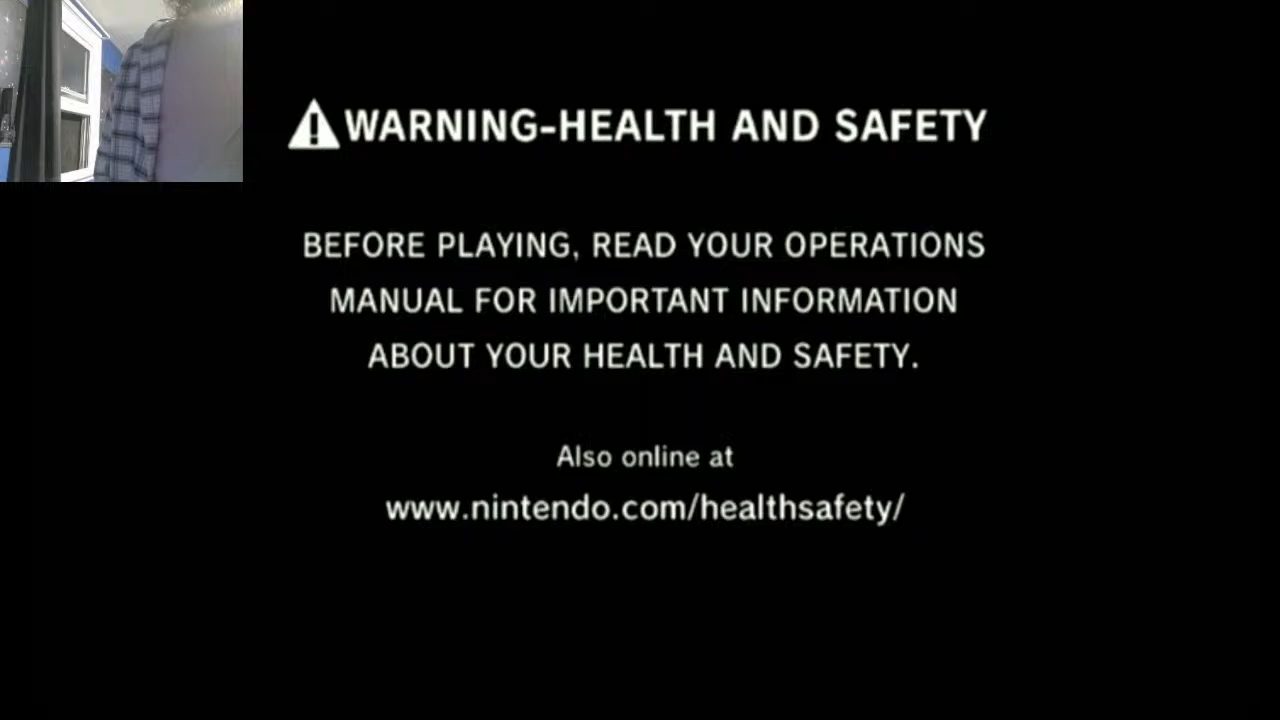 WARNING-HEALTH AND SAFETY
BEFORE PLAYING, READ YOUR OPERATIONS
MANUAL FOR IMPORTANT INFORMATION
ABOUT YOUR HEALTH AND SAFETY.
Also online at
www.nintendo.com/healthsafety/